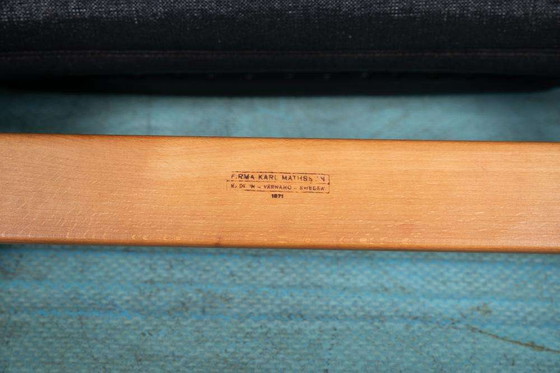 FIRMA KARL MATHSSON
VÄRNAMO - SWEDEN
1971